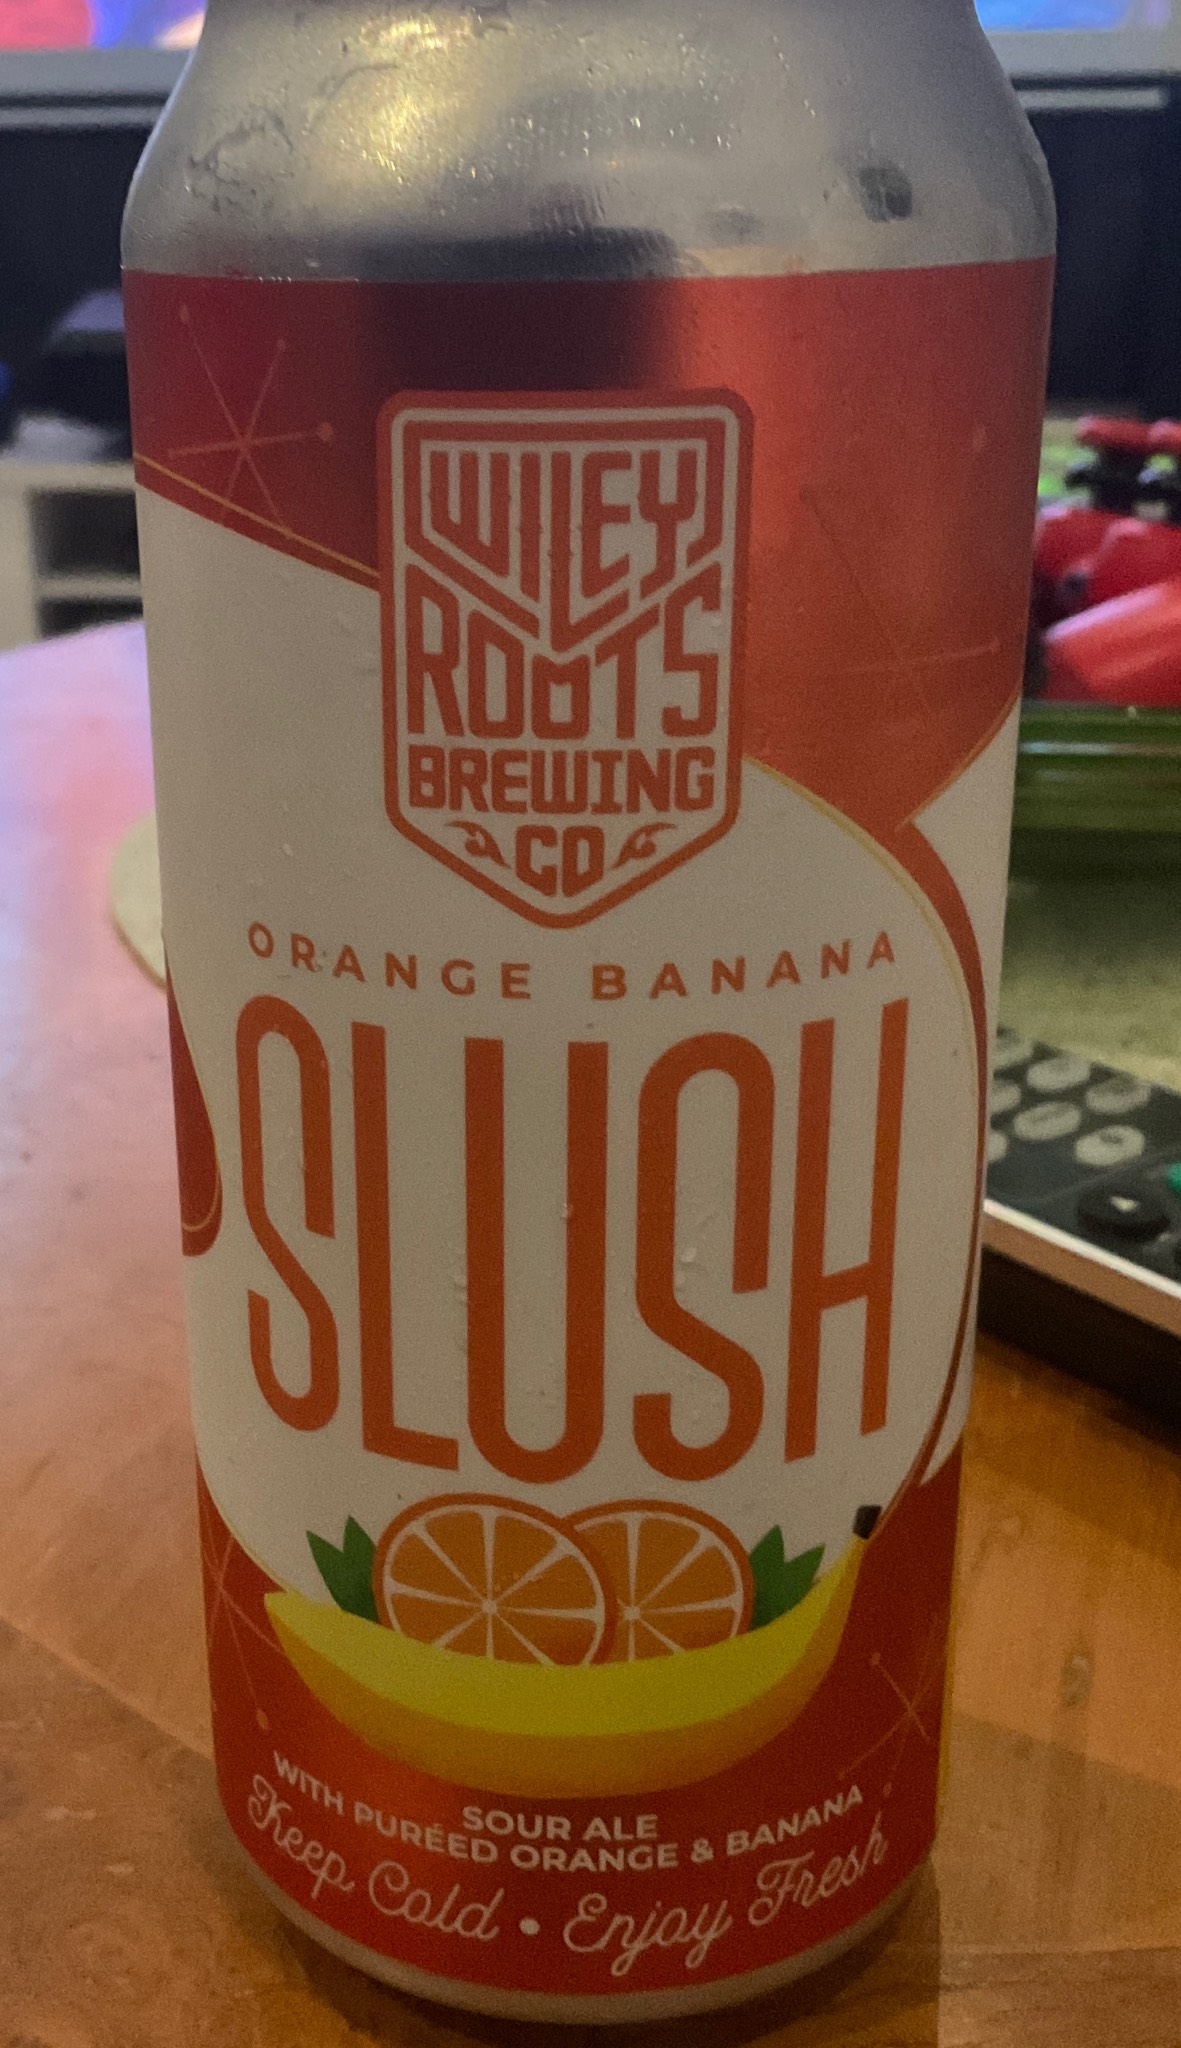 WILEY
ROOTS
BREWING
CO
ORANGE BANANA
SLUSH
SOUR ALE
WITH PURÉED ORANGE & BANANA
Keep Cold • Enjoy Fresh